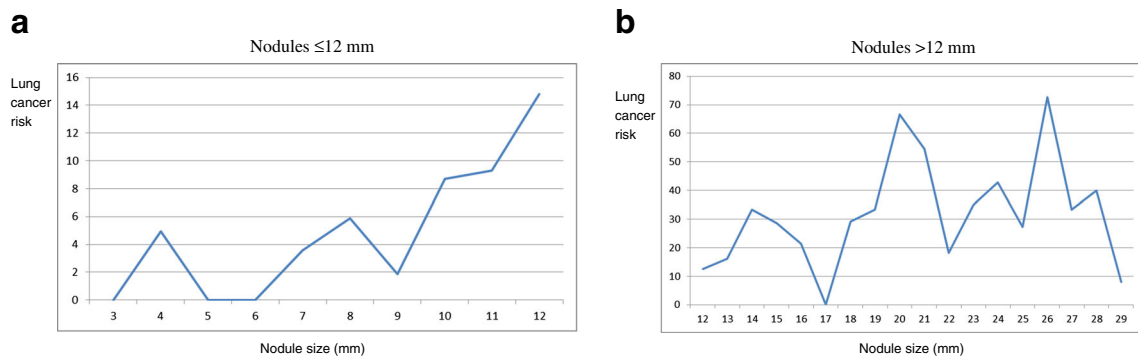 a
Nodules ≤12 mm
Lung
cancer
risk
16
14
12
10
8
6
4
2
0
3 4 5 6 7 8 9 10 11 12
Nodule size (mm)
b
Nodules >12 mm
Lung
cancer
risk
80
70
60
50
40
30
20
10
0
12 13 14 15 16 17 18 19 20 21 22 23 24 25 26 27 28 29
Nodule size (mm)